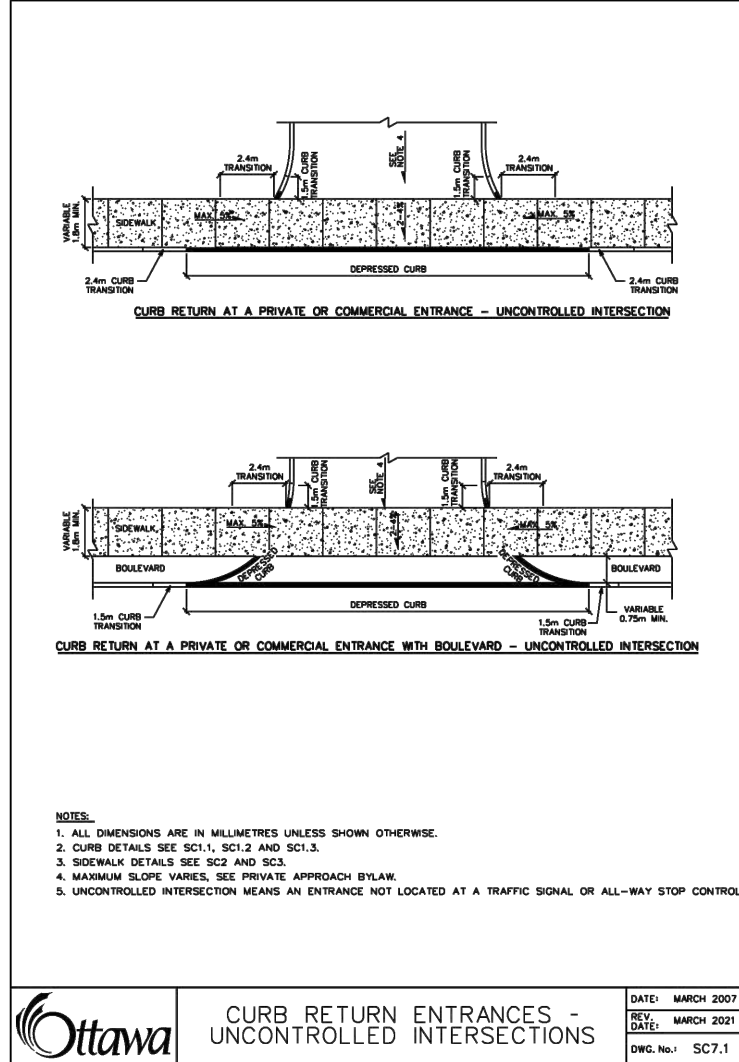 2.4m
TRANSITION
1.5m CURB
TRANSITION
SEE
NOTE 4
1.5m CURB
TRANSITION
2.4m
TRANSITION
VARIABLE
1.8m MIN.
SIDEWALK
MAX. 5%
2-4%
MAX. 5%
DEPRESSED CURB
2.4m CURB
TRANSITION
2.4m CURB
TRANSITION
CURB RETURN AT A PRIVATE OR COMMERCIAL ENTRANCE - UNCONTROLLED INTERSECTION
2.4m
TRANSITION
1.5m CURB
TRANSITION
SEE
NOTE 4
1.5m CURB
TRANSITION
2.4m
TRANSITION
VARIABLE
1.8m MIN.
SIDEWALK
MAX. 5%
2-4%
MAX. 5%
BOULEVARD
DEPRESSED
CURB
DEPRESSED
CURB
BOULEVARD
1.5m CURB
TRANSITION
DEPRESSED CURB
1.5m CURB
TRANSITION
VARIABLE
0.75m MIN.
CURB RETURN AT A PRIVATE OR COMMERCIAL ENTRANCE WITH BOULEVARD - UNCONTROLLED INTERSECTION
NOTES:
1. ALL DIMENSIONS ARE IN MILLIMETRES UNLESS SHOWN OTHERWISE.
2. CURB DETAILS SEE SC1.1, SC1.2 AND SC1.3.
3. SIDEWALK DETAILS SEE SC2 AND SC3.
4. MAXIMUM SLOPE VARIES, SEE PRIVATE APPROACH BYLAW.
5. UNCONTROLLED INTERSECTION MEANS AN ENTRANCE NOT LOCATED AT A TRAFFIC SIGNAL OR ALL-WAY STOP CONTROL
Ottawa
CURB RETURN ENTRANCES -
UNCONTROLLED INTERSECTIONS
DATE: MARCH 2007
REV. DATE: MARCH 2021
DWG. No.: SC7.1